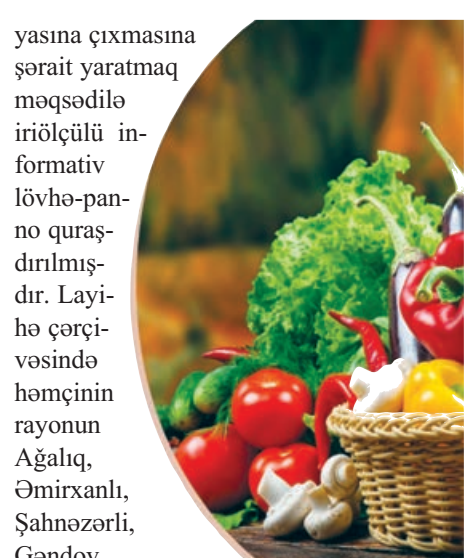 yasına çıxmasına
şərait yaratmaq
məqsədilə
iriölçülü in-
formativ
lövhə-pan-
no quraş-
dırılmış-
dır. Layi-
hə çərçi-
vəsində
həmçinin
rayonun
Ağalıq,
Əmirxanlı,
Şahnəzərli,
Gəndov,